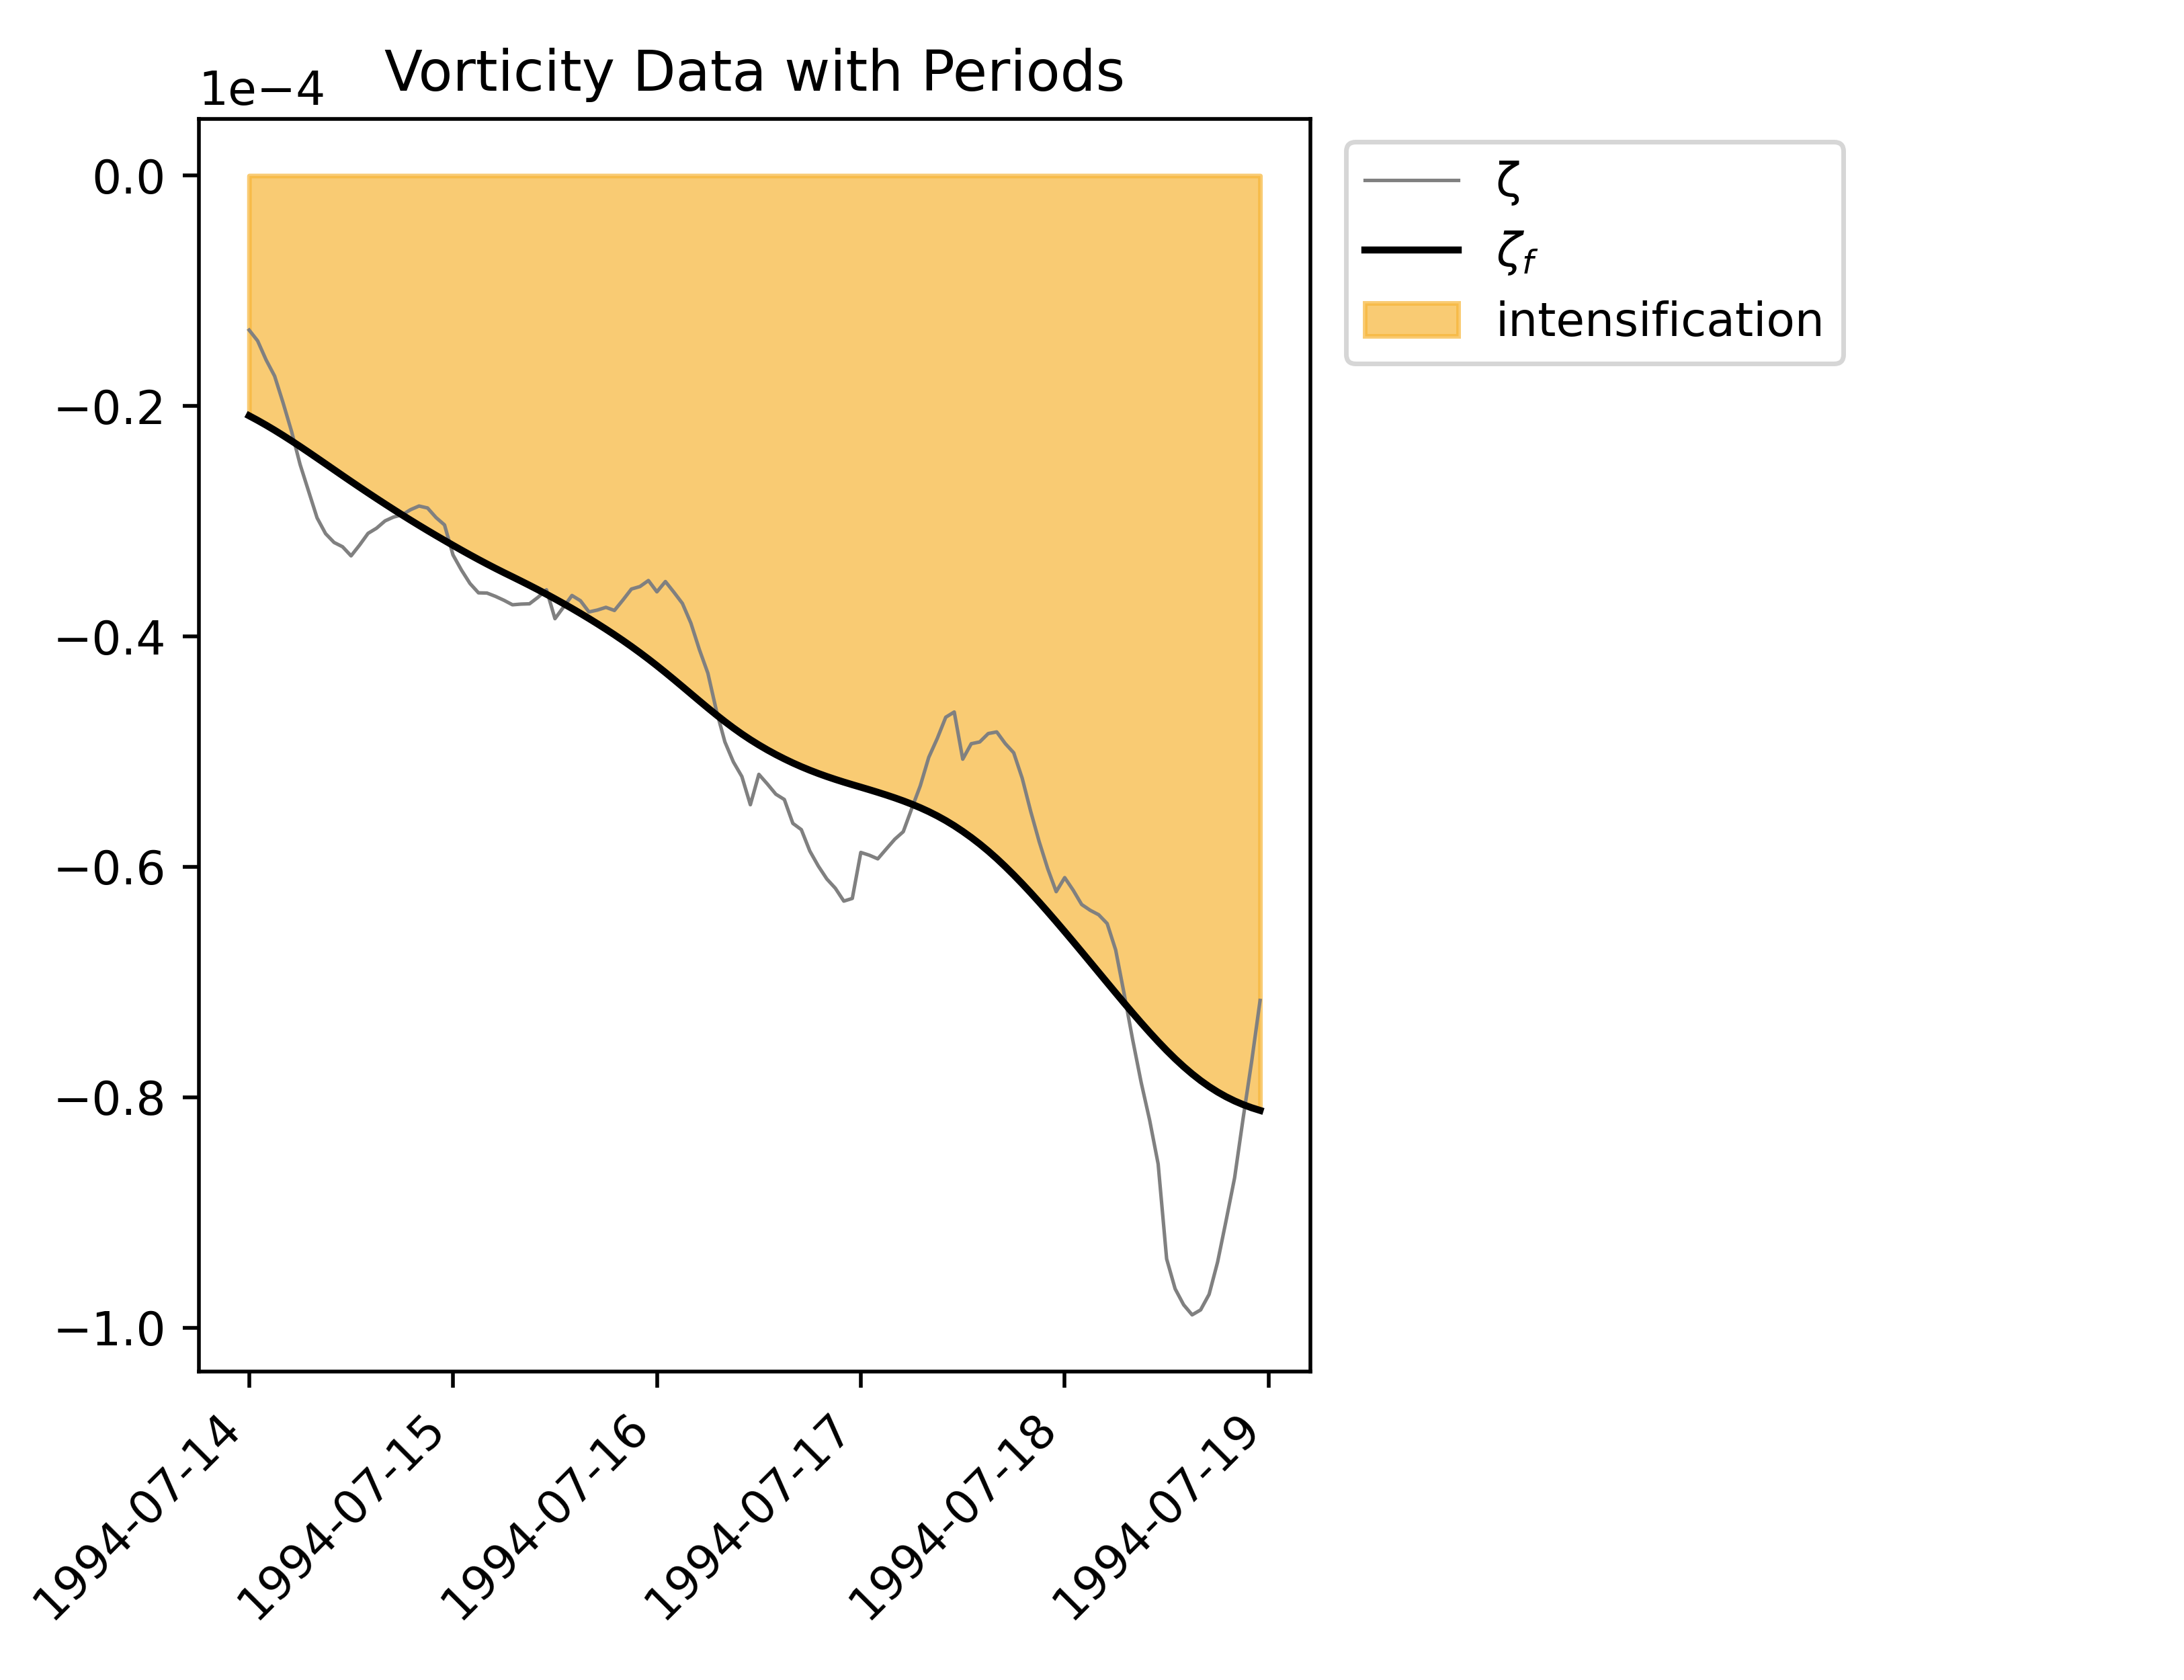 Vorticity Data with Periods
1e−4
0.0
−0.2
−0.4
−0.6
−0.8
−1.0
1994-07-14
1994-07-15
1994-07-16
1994-07-17
1994-07-18
1994-07-19
ζ
ζf
intensification